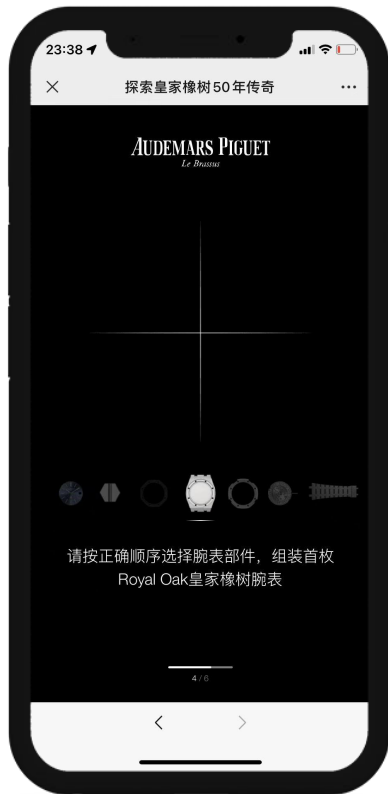 23:38
探索皇家橡树50年传奇
AUDEMARS PIGUET
Le Brassus
请按正确顺序选择腕表部件，组装首枚
Royal Oak皇家橡树腕表
4/6